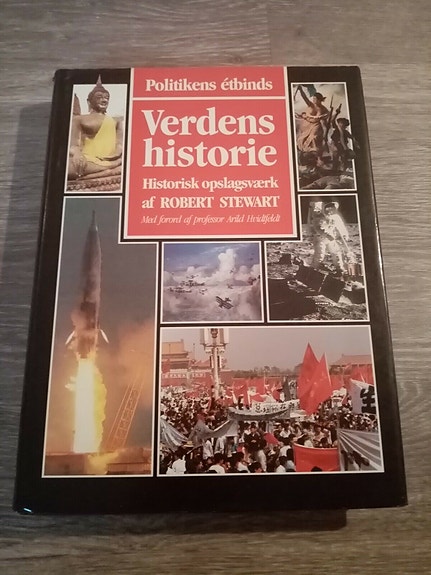 Politikens étbinds
Verdens
historie
Historisk opslagsværk
af ROBERT STEWART
Med forord af professor Arild Hvidtfeldt